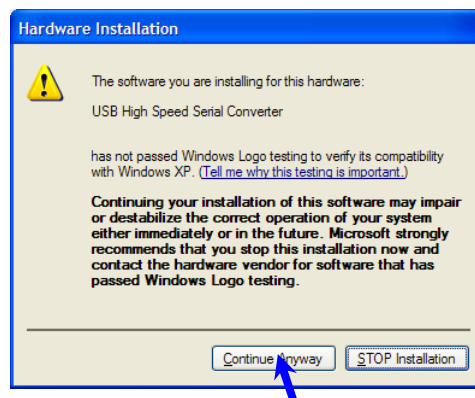 Hardware Installation
The software you are installing for this hardware:
USB High Speed Serial Converter
has not passed Windows Logo testing to verify its compatibility
with Windows XP. (Tell me why this testing is important.)
Continuing your installation of this software may impair
or destabilize the correct operation of your system
either immediately or in the future. Microsoft strongly
recommends that you stop this installation now and
contact the hardware vendor for software that has
passed Windows Logo testing.
Continue Anyway STOP Installation